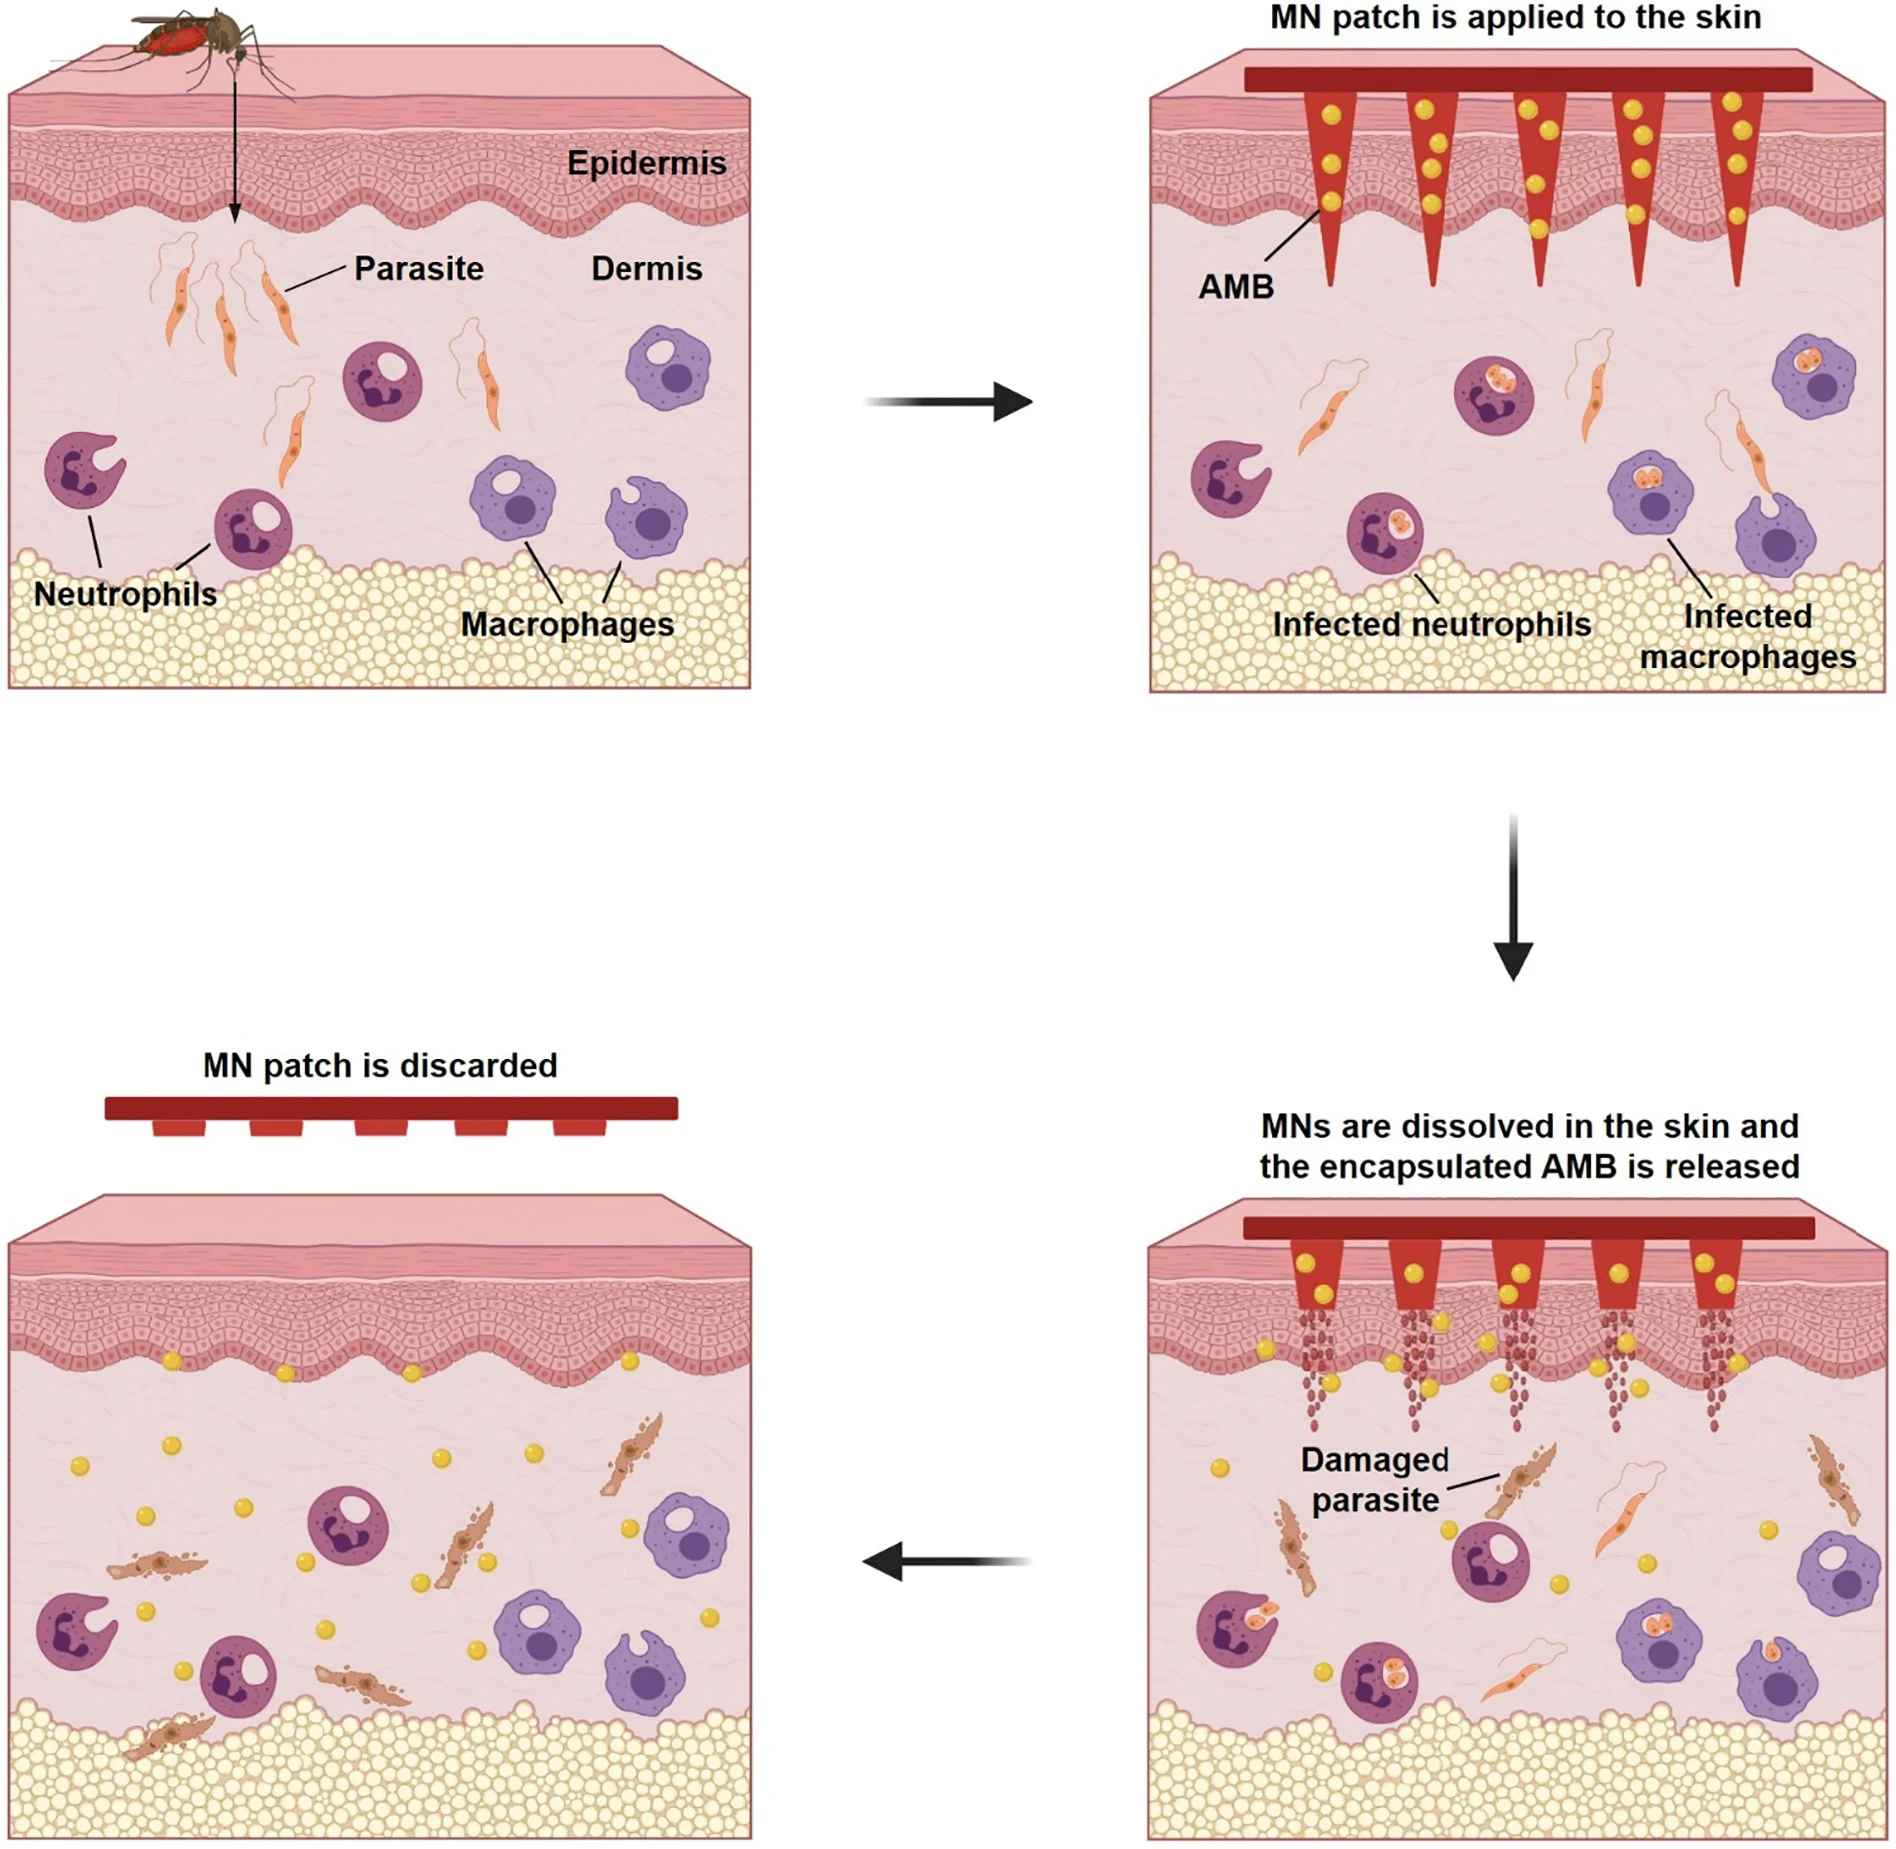 Epidermis
Parasite
Dermis
Neutrophils
Macrophages
MN patch is applied to the skin
AMB
Infected neutrophils
Infected
macrophages
MNs are dissolved in the skin and
the encapsulated AMB is released
Damaged
parasite
MN patch is discarded